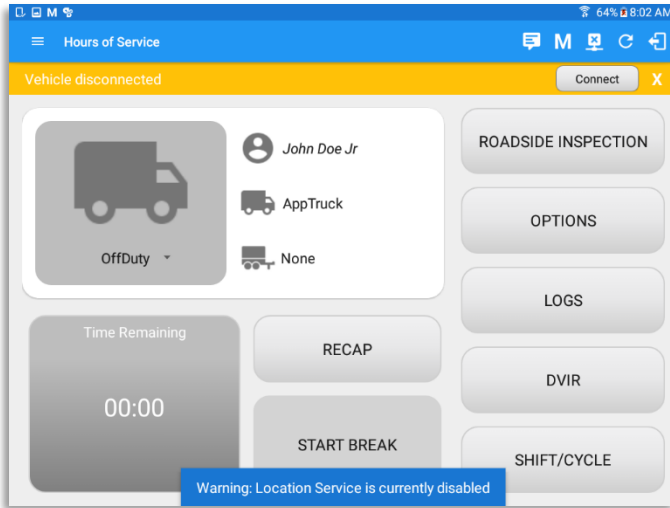 M 64% 8:02 AM
Hours of Service M
Vehicle disconnected Connect X
John Doe Jr
AppTruck
OffDuty None
ROADSIDE INSPECTION
OPTIONS
LOGS
DVIR
SHIFT/CYCLE
Time Remaining
00:00
RECAP
START BREAK
Warning: Location Service is currently disabled